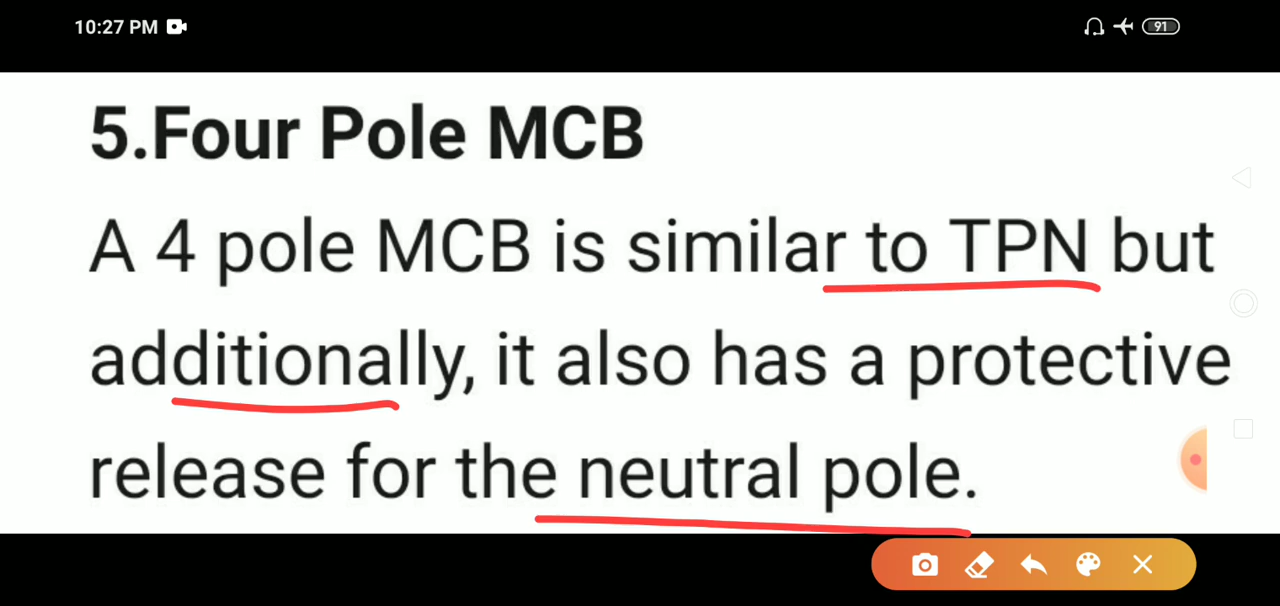 10:27 PM 91
5.Four Pole MCB
A 4 pole MCB is similar to TPN but
additionally, it also has a protective
release for the neutral pole.